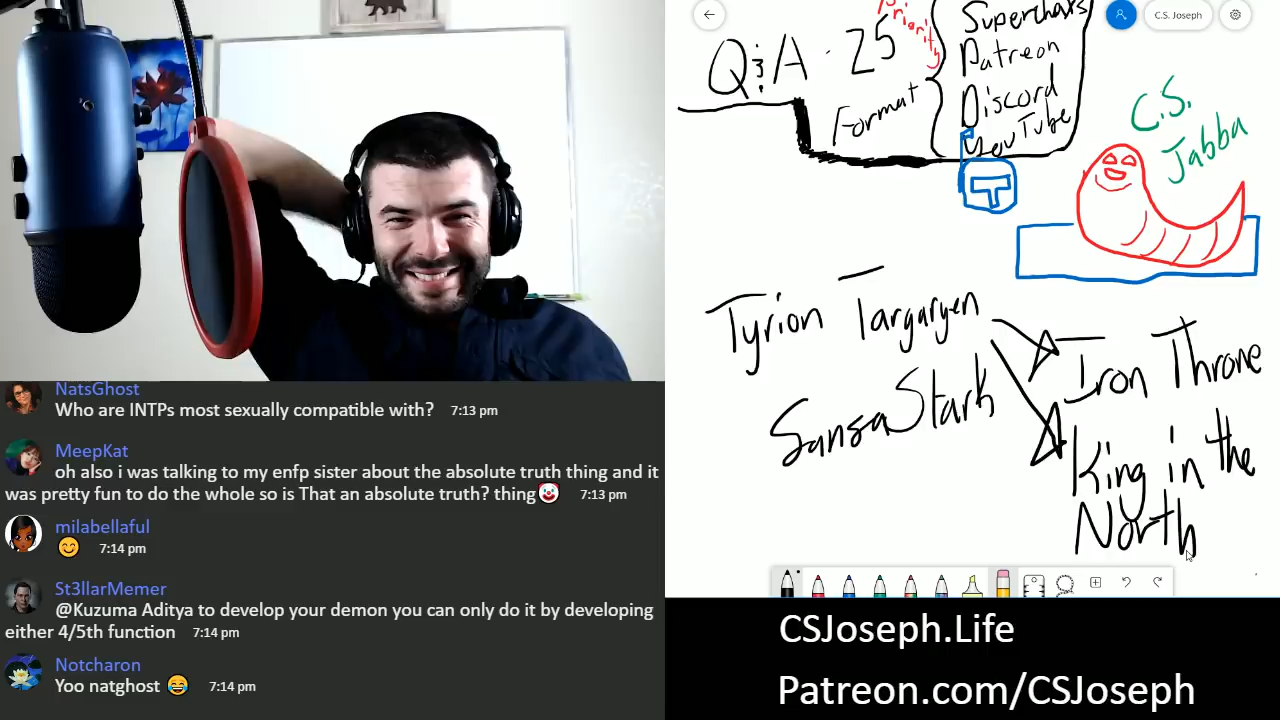 NatsGhost
Who are INTPs most sexually compatible with? 7:13 pm
MeepKat
oh also i was talking to my enfp sister about the absolute truth thing and it
was pretty fun to do the whole so is That an absolute truth? thing🤡 7:13 pm
milabellaful
😊 7:14 pm
St3llarMemer
@Kuzuma Aditya to develop your demon you can only do it by developing
either 4/5th function 7:14 pm
Notcharon
Yoo natghost 😂 7:14 pm
C.S. Joseph
Q&A · 25
Format
Priority
Superchats
Patreon
Discord
YouTube
T
C.S.
Jabba
Tyrion Targaryen
Sansa Stark
Iron Throne
King in the
North
CSJoseph.Life
Patreon.com/CSJoseph